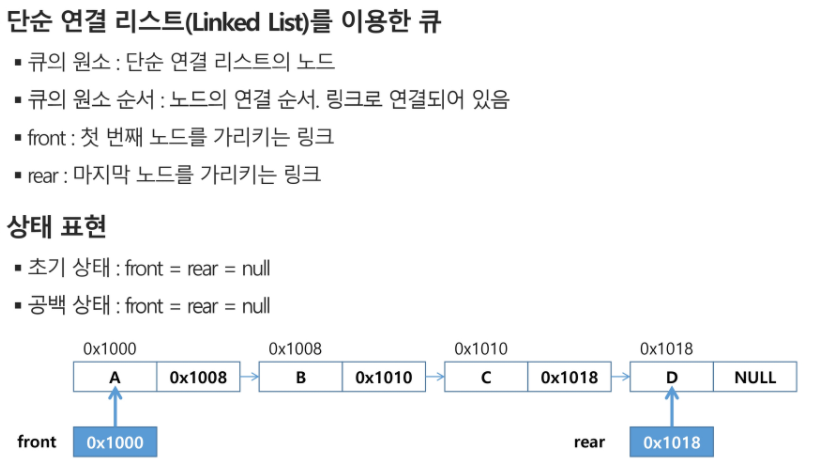 단순 연결 리스트(Linked List)를 이용한 큐
▪ 큐의 원소 : 단순 연결 리스트의 노드
▪ 큐의 원소 순서 : 노드의 연결 순서. 링크로 연결되어 있음
▪ front : 첫 번째 노드를 가리키는 링크
▪ rear : 마지막 노드를 가리키는 링크
상태 표현
▪ 초기 상태 : front = rear = null
▪ 공백 상태 : front = rear = null
0x1000 0x1008 0x1010 0x1018
A 0x1008 B 0x1010 C 0x1018 D NULL
front 0x1000 rear 0x1018